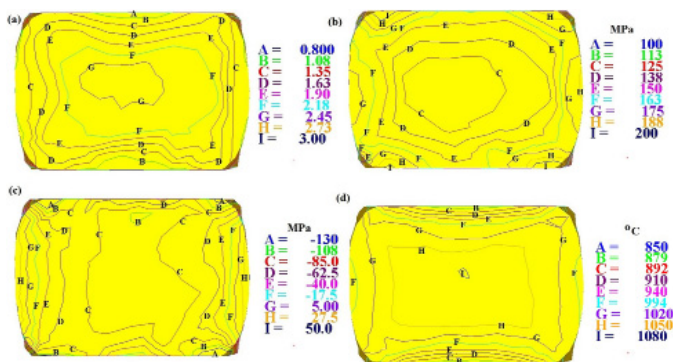 (a)
A = 0.800
B = 1.08
C = 1.35
D = 1.63
E = 1.90
F = 2.18
G = 2.45
H = 2.73
I = 3.00
(b)
MPa
A = 100
B = 113
C = 125
D = 138
E = 150
F = 163
G = 175
H = 188
I = 200
(c)
MPa
A = -130
B = -108
C = -85.0
D = -62.5
E = -40.0
F = -17.5
G = 5.00
H = 27.5
I = 50.0
(d)
°C
A = 850
B = 879
C = 892
D = 910
E = 940
F = 994
G = 1020
H = 1050
I = 1080